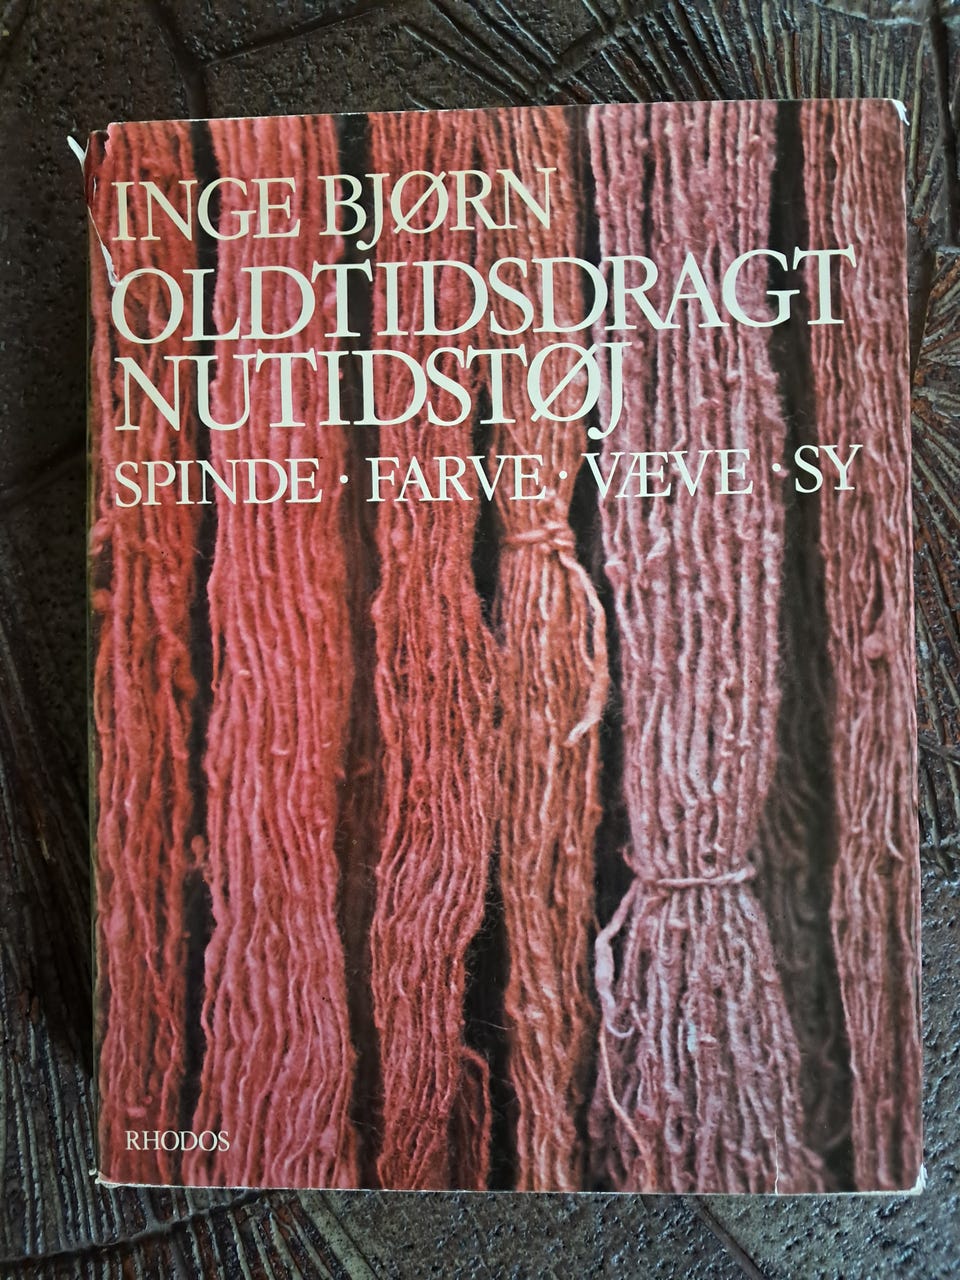 INGE BJØRN
OLDTIDSDRAGT
NUTIDSTØJ
SPINDE · FARVE · VÆVE · SY
RHODOS